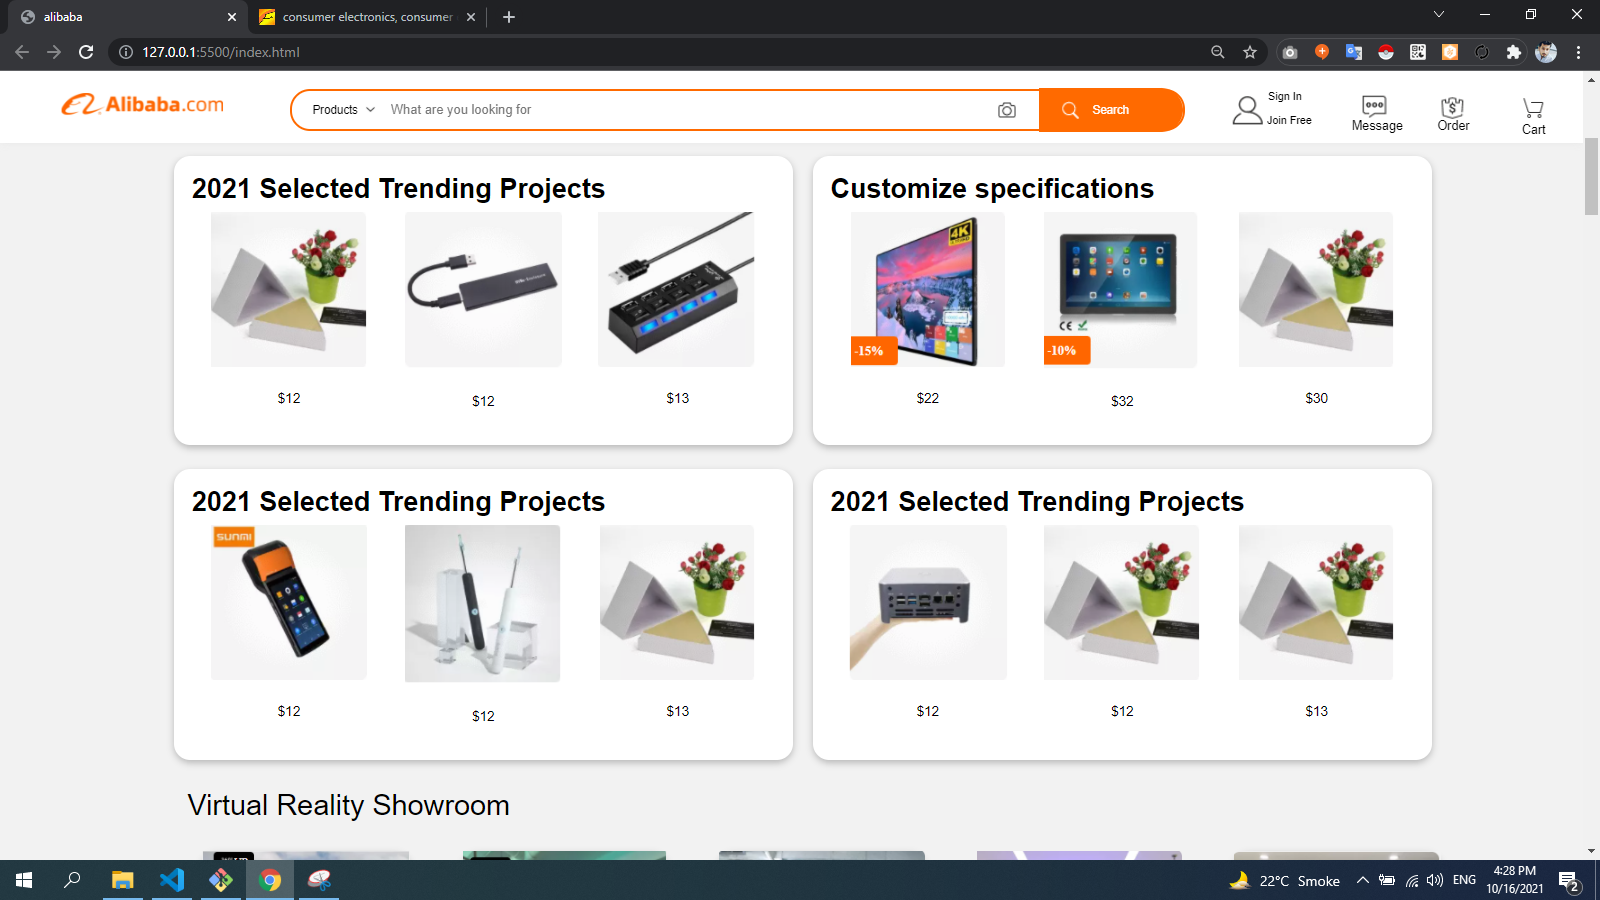 alibaba
consumer electronics, consumer
127.0.0.1:5500/index.html
Alibaba.com
Products
What are you looking for
Search
Sign In
Join Free
Message
Order
Cart
2021 Selected Trending Projects
$12
$12
$13
Customize specifications
4K
-15%
-10%
CE
$22
$32
$30
2021 Selected Trending Projects
SUNMI
$12
$12
$13
2021 Selected Trending Projects
$12
$12
$13
Virtual Reality Showroom
22°C Smoke
ENG
4:28 PM
10/16/2021
2